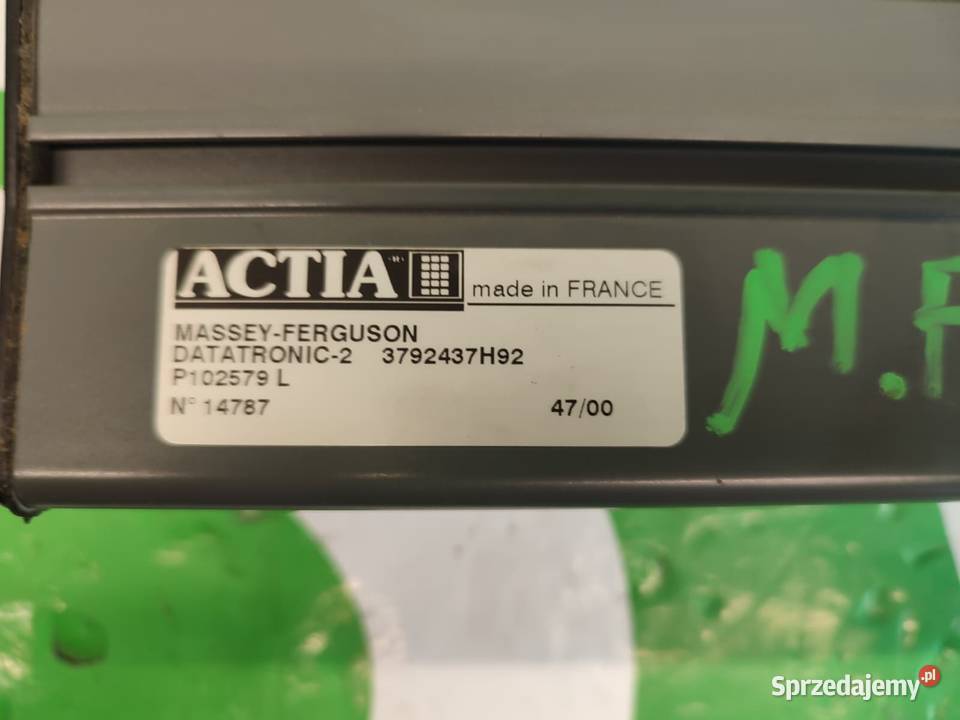 ACTIA made in FRANCE
MASSEY-FERGUSON
DATATRONIC-2 3792437H92
P102579 L
N° 14787 47/00
M.F
Sprzedajemy.pl